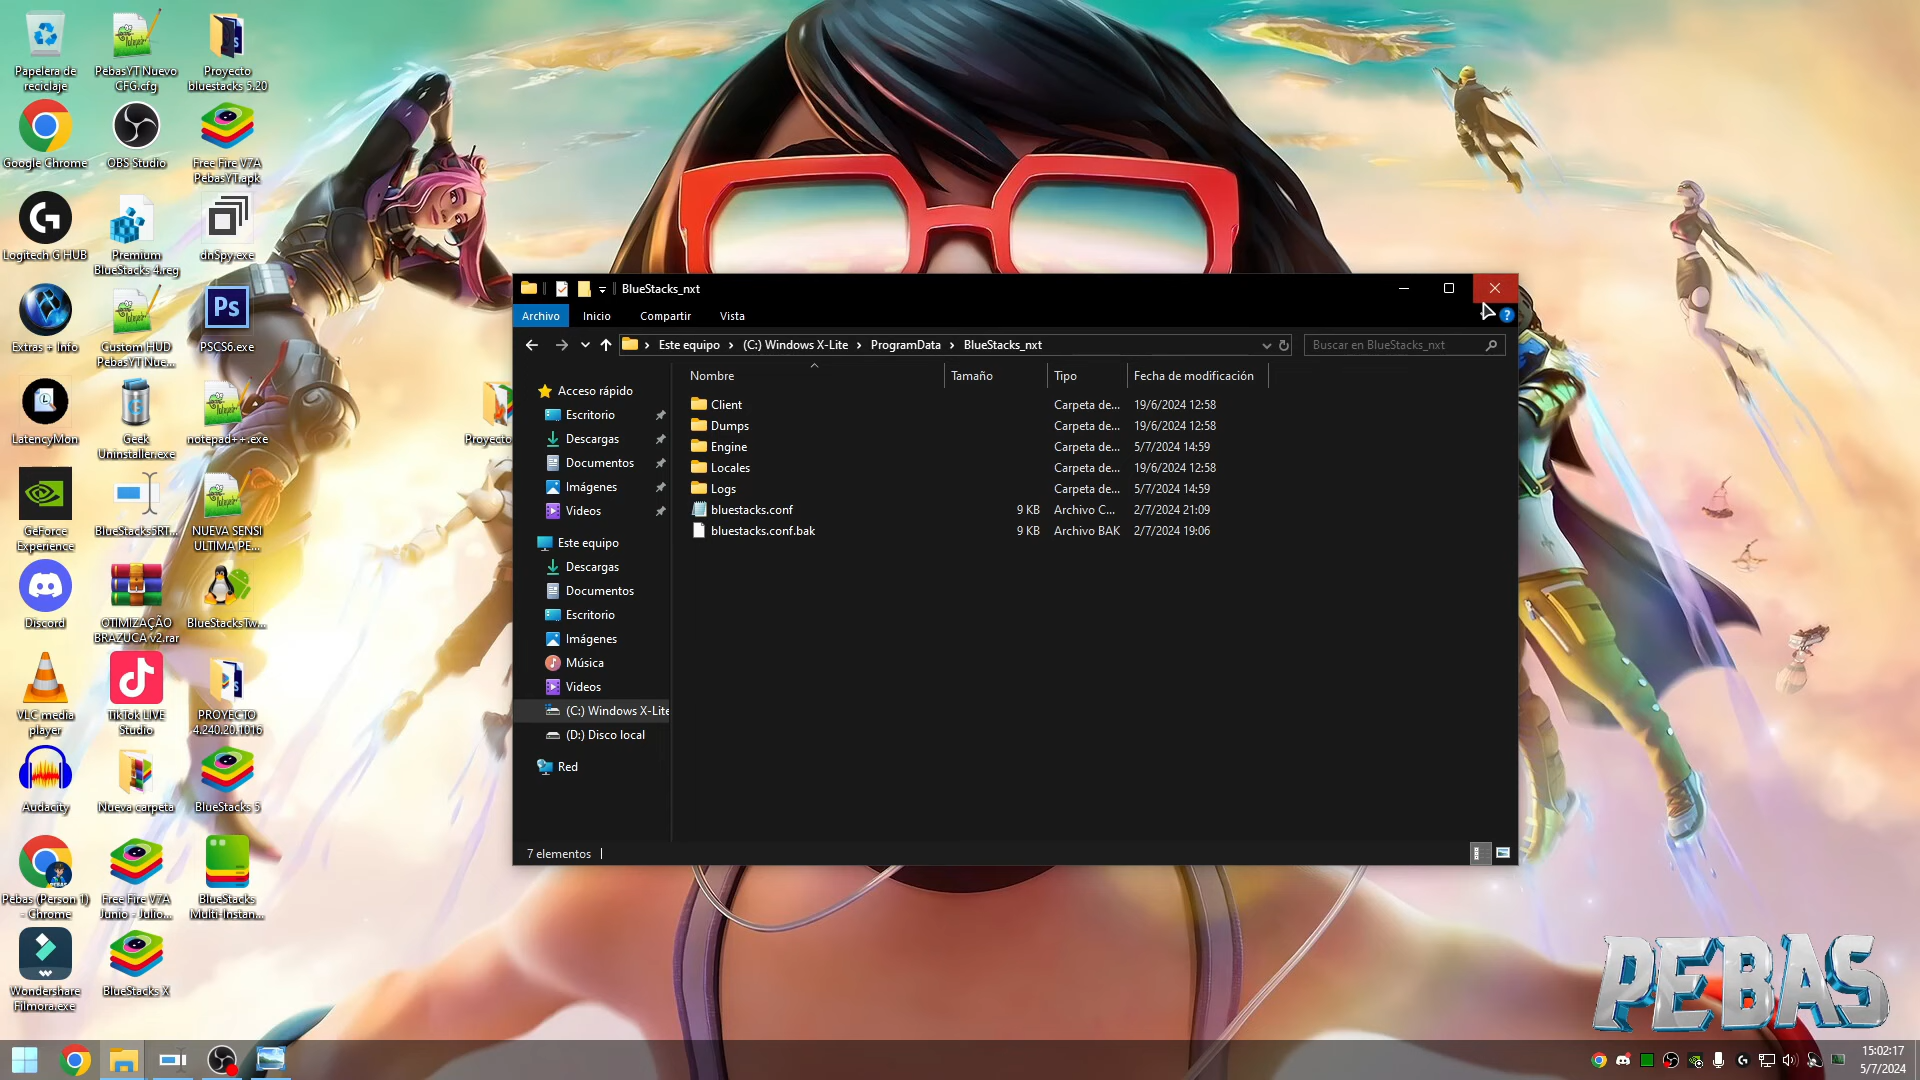 Papelera de
reciclaje
PebasYT Nuevo
CFG.cfg
Proyecto
bluestacks 5.20
Google Chrome
OBS Studio
Free Fire V7A
PebasYT.apk
Logitech G HUB
Premium
BlueStacks 4.reg
dnSpy.exe
Extras + Info
Custom HUD
PebasYT Nue...
Ps
PSCS6.exe
LatencyMon
Geek
Uninstaller.exe
notepad++.exe
Proyecto
GeForce
Experience
BlueStacks5RT...
NUEVA SENSI
ULTIMA PE...
Discord
OTIMIZAÇÃO
BRAZUCA v2.rar
BlueStacksTw...
VLC media
player
TikTok LIVE
Studio
PROYECTO
4.240.20.1016
Audacity
Nueva carpeta
BlueStacks 5
Pebas (Person 1)
- Chrome
Free Fire V7A
Junio - Julio...
BlueStacks
Multi-Instan...
Wondershare
Filmora.exe
BlueStacks X
BlueStacks_nxt
Archivo Inicio Compartir Vista
Este equipo (C:) Windows X-Lite ProgramData BlueStacks_nxt
Buscar en BlueStacks_nxt
Nombre Tamaño Tipo Fecha de modificación
Acceso rápido
Escritorio
Descargas
Documentos
Imágenes
Videos
Este equipo
Descargas
Documentos
Escritorio
Imágenes
Música
Videos
(C:) Windows X-Lite
(D:) Disco local
Red
Client Carpeta de... 19/6/2024 12:58
Dumps Carpeta de... 19/6/2024 12:58
Engine Carpeta de... 5/7/2024 14:59
Locales Carpeta de... 19/6/2024 12:58
Logs Carpeta de... 5/7/2024 14:59
bluestacks.conf 9 KB Archivo C... 2/7/2024 21:09
bluestacks.conf.bak 9 KB Archivo BAK 2/7/2024 19:06
7 elementos
PEBAS
15:02:17
5/7/2024